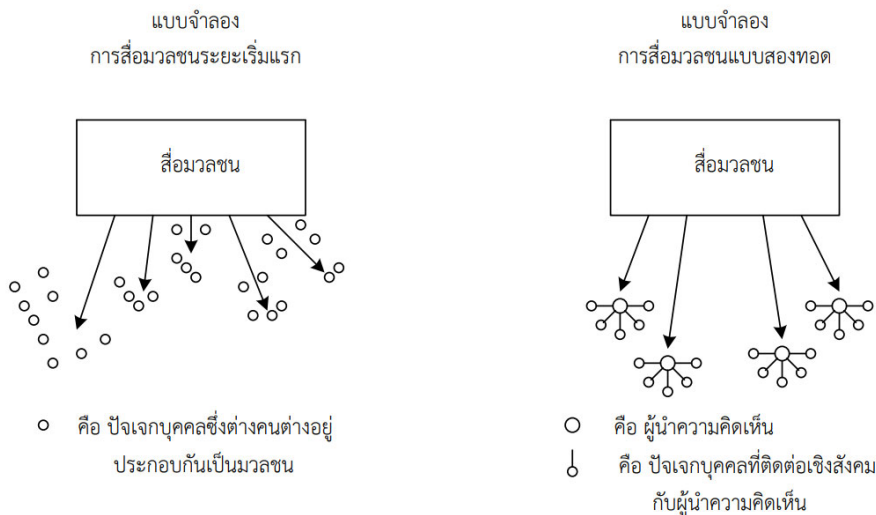 แบบจำลอง
การสื่อมวลชนระยะเริ่มแรก
สื่อมวลชน
คือ ปัจเจกบุคคลซึ่งต่างคนต่างอยู่
ประกอบกันเป็นมวลชน
แบบจำลอง
การสื่อมวลชนแบบสองทอด
สื่อมวลชน
คือ ผู้นำความคิดเห็น
คือ ปัจเจกบุคคลที่ติดต่อเชิงสังคม
กับผู้นำความคิดเห็น